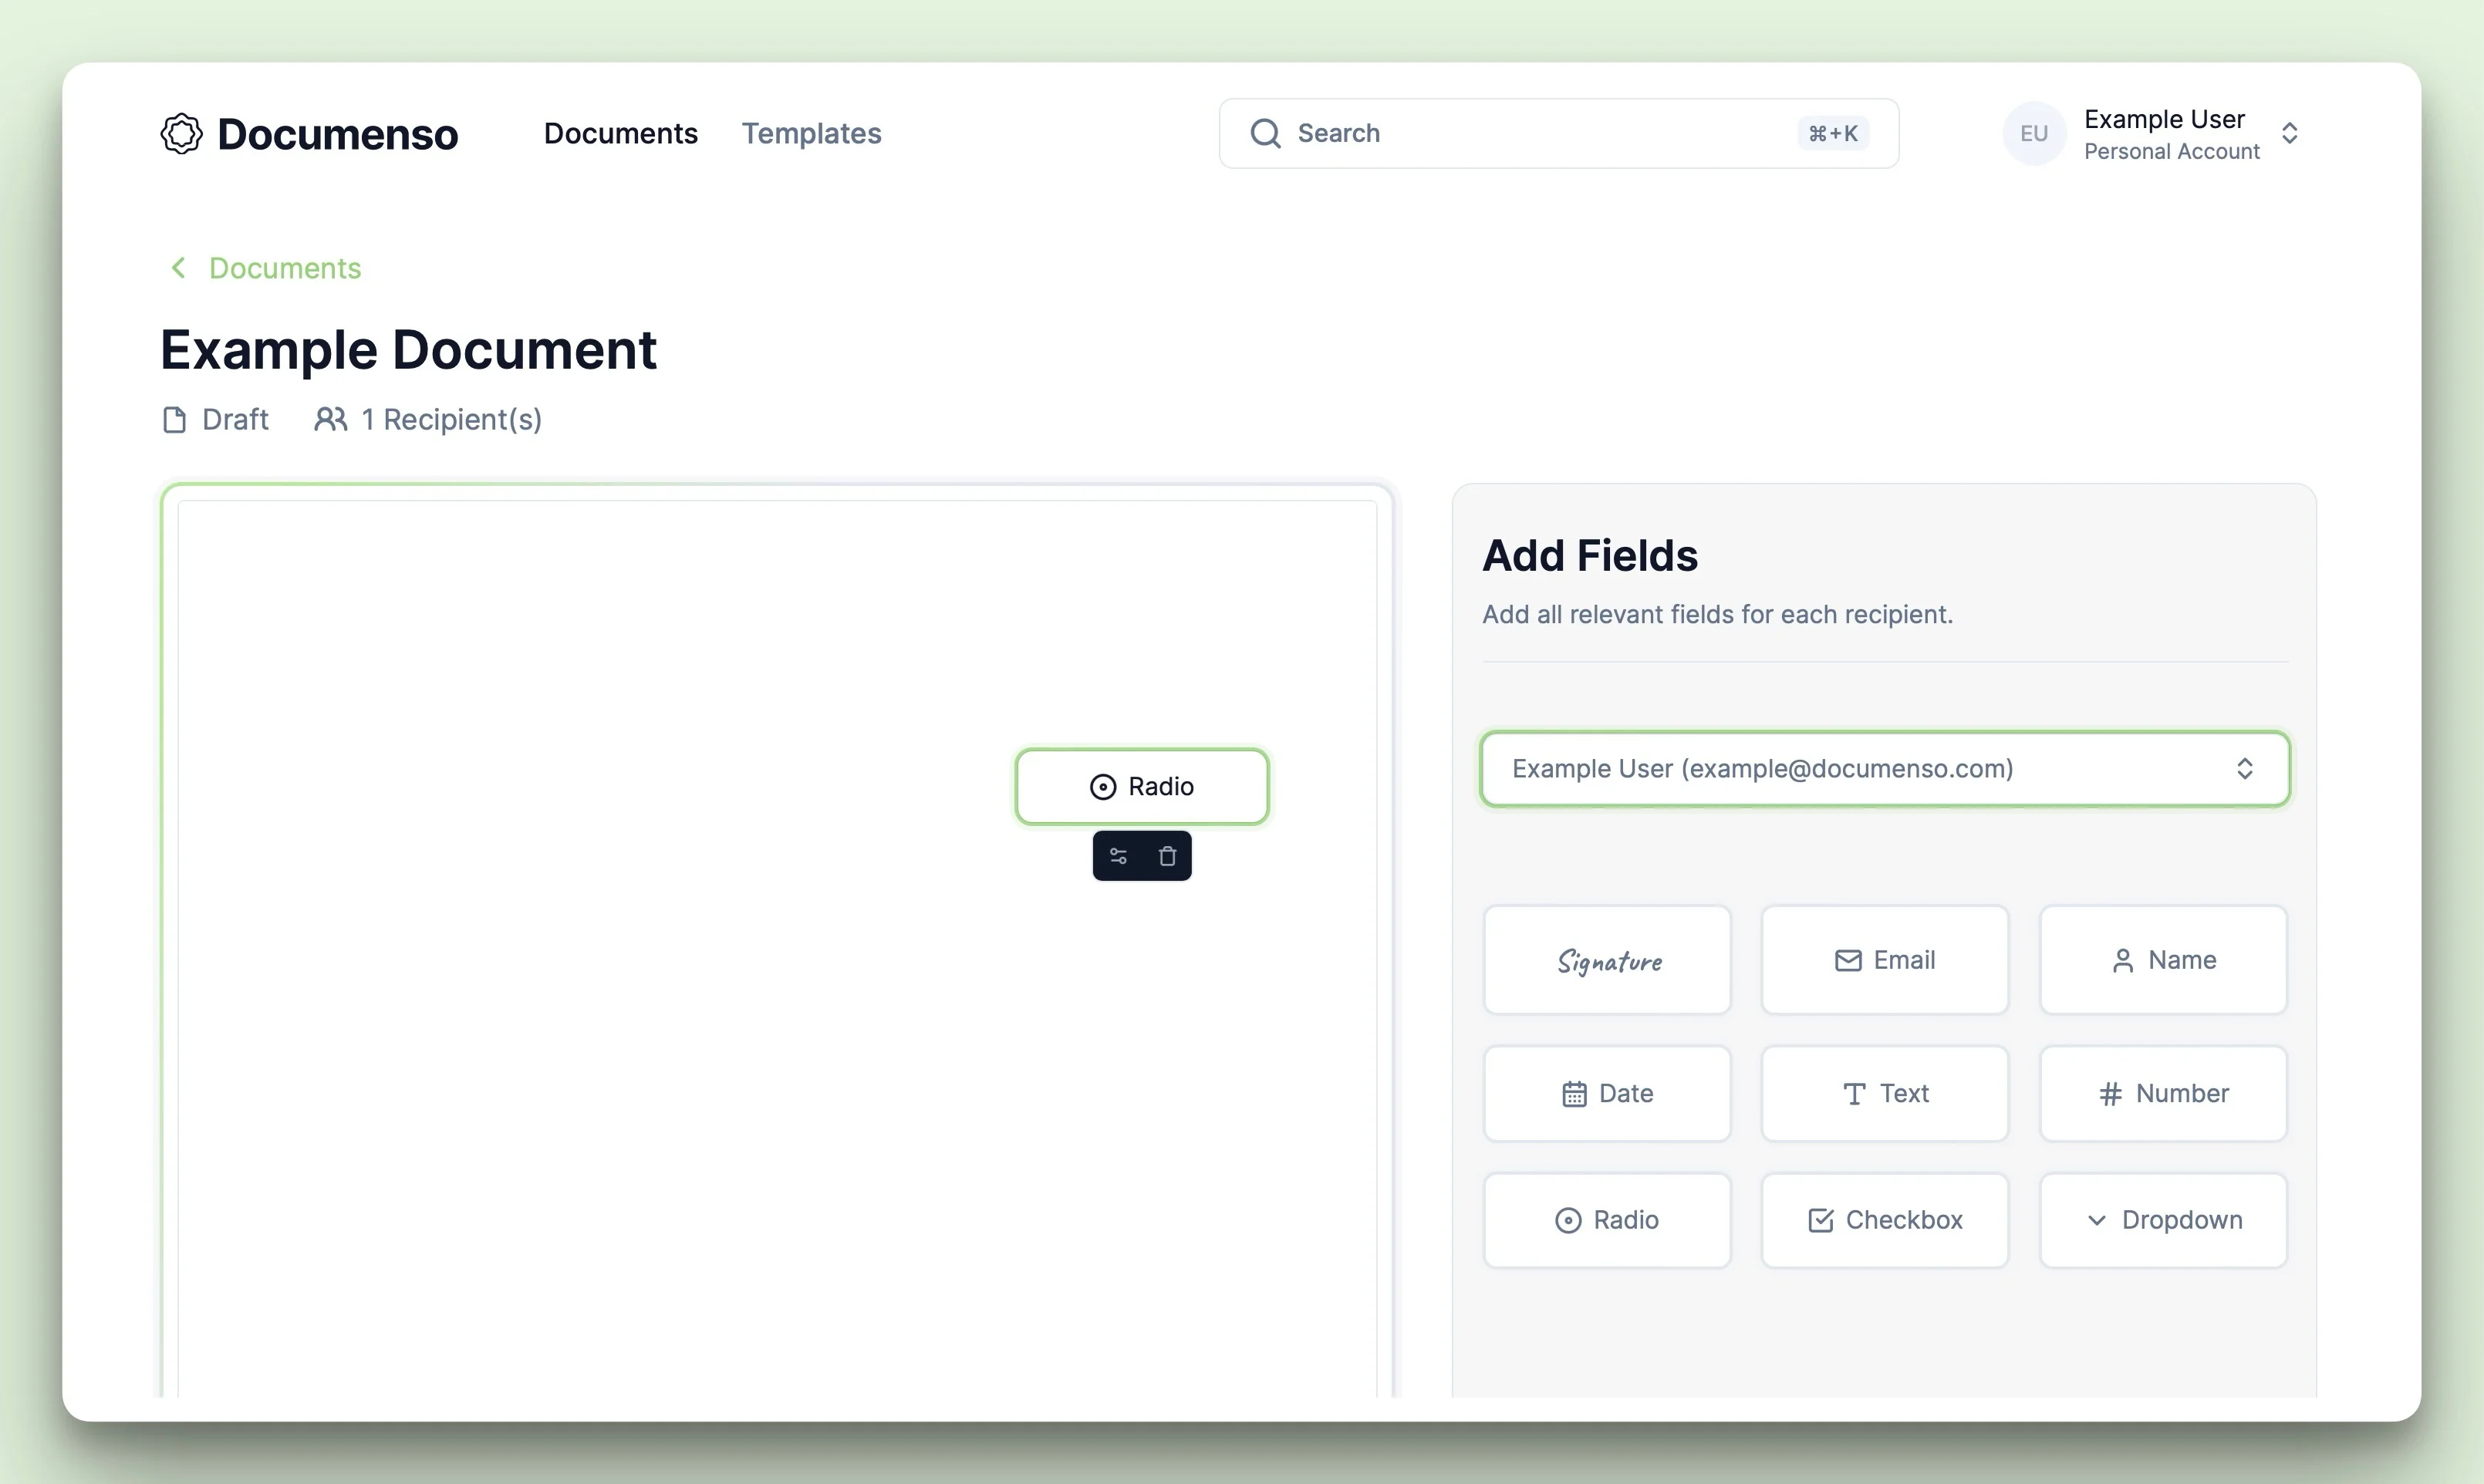 Documenso
Documents
Templates
Search
⌘+K
EU
Example User
Personal Account
Documents
Example Document
Draft
1 Recipient(s)
Radio
Add Fields
Add all relevant fields for each recipient.
Example User (example@documenso.com)
Signature
Email
Name
Date
Text
Number
Radio
Checkbox
Dropdown